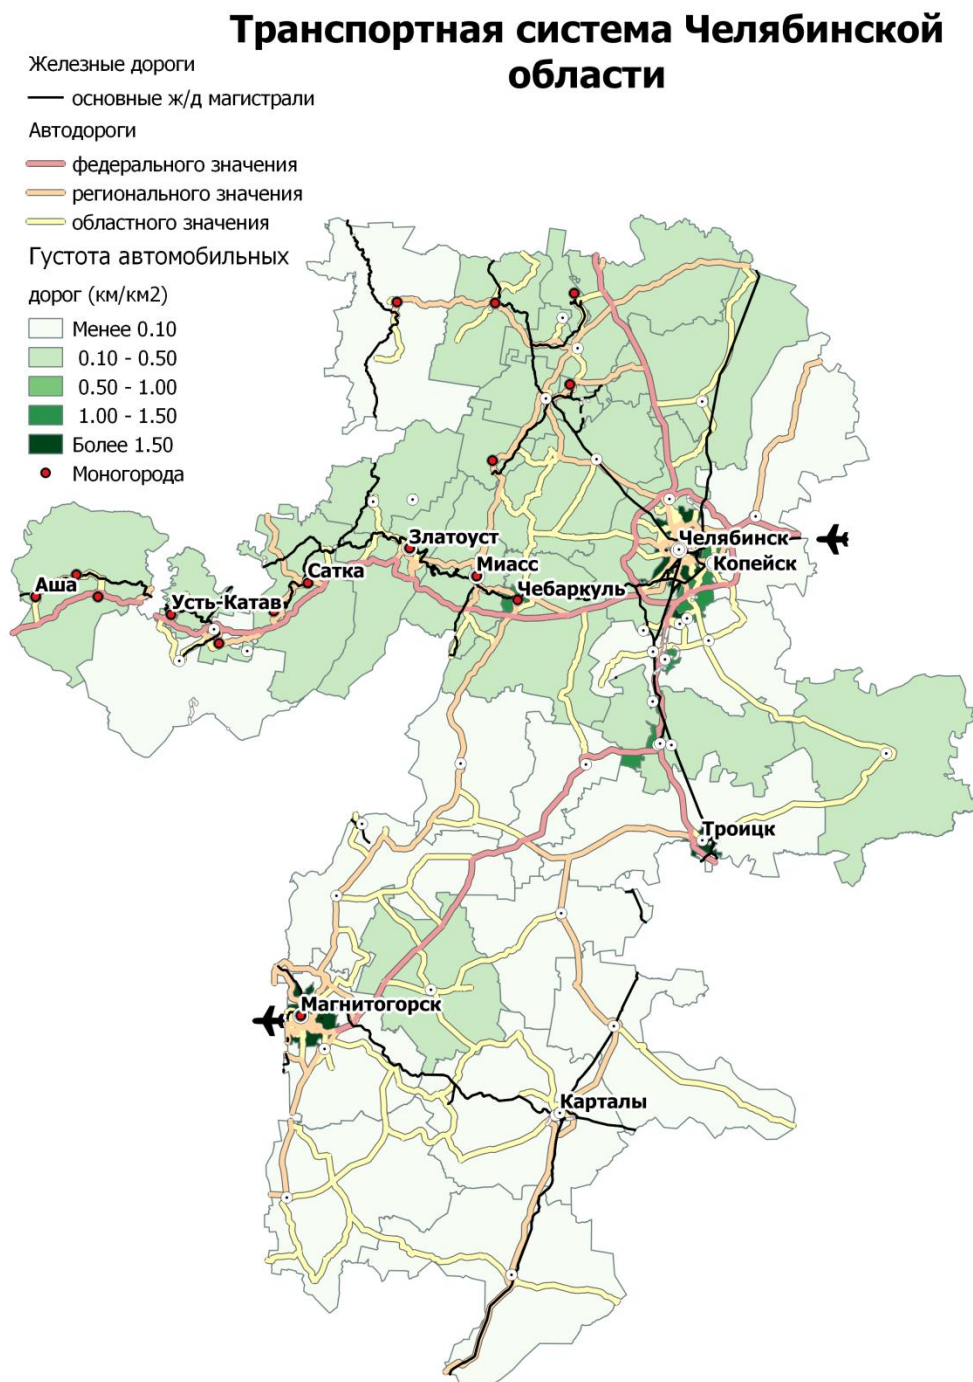 Транспортная система Челябинской
области
Железные дороги
основные ж/д магистрали
Автодороги
федерального значения
регионального значения
областного значения
Густота автомобильных
дорог (км/км2)
Менее 0.10
0.10 - 0.50
0.50 - 1.00
1.00 - 1.50
Более 1.50
Моногорода
Златоуст
Челябинск
Миасс
Копейск
Сатка
Аша
Чебаркуль
Усть-Катав
Троицк
Магнитогорск
Карталы